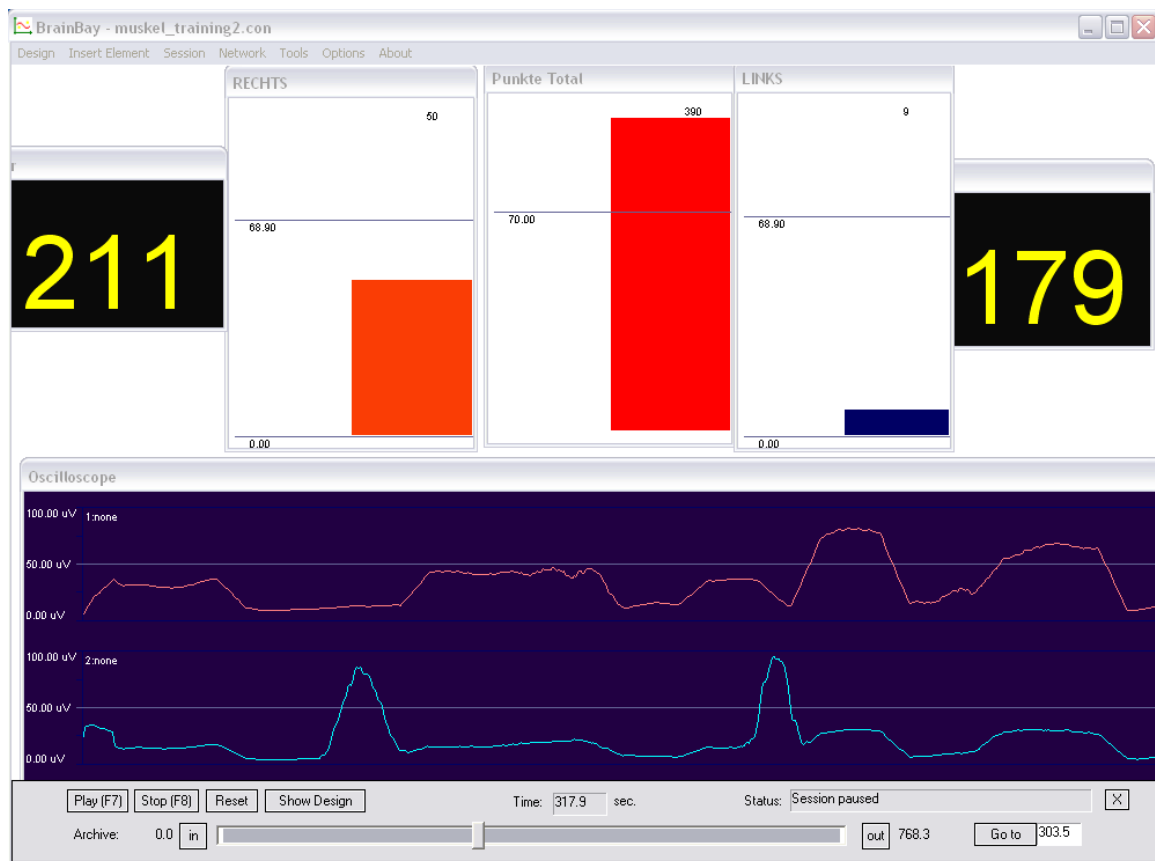 BrainBay - muskel_training2.con
Design Insert Element Session Network Tools Options About
RECHTS
50
68.90
0.00
Punkte Total
390
70.00
LINKS
9
68.90
0.00
r
211
179
Oscilloscope
100.00 uV
1:none
50.00 uV
0.00 uV
100.00 uV
2:none
50.00 uV
0.00 uV
Play (F7) Stop (F8) Reset Show Design Time: 317.9 sec. Status: Session paused X
Archive: 0.0 in out 768.3 Go to 303.5